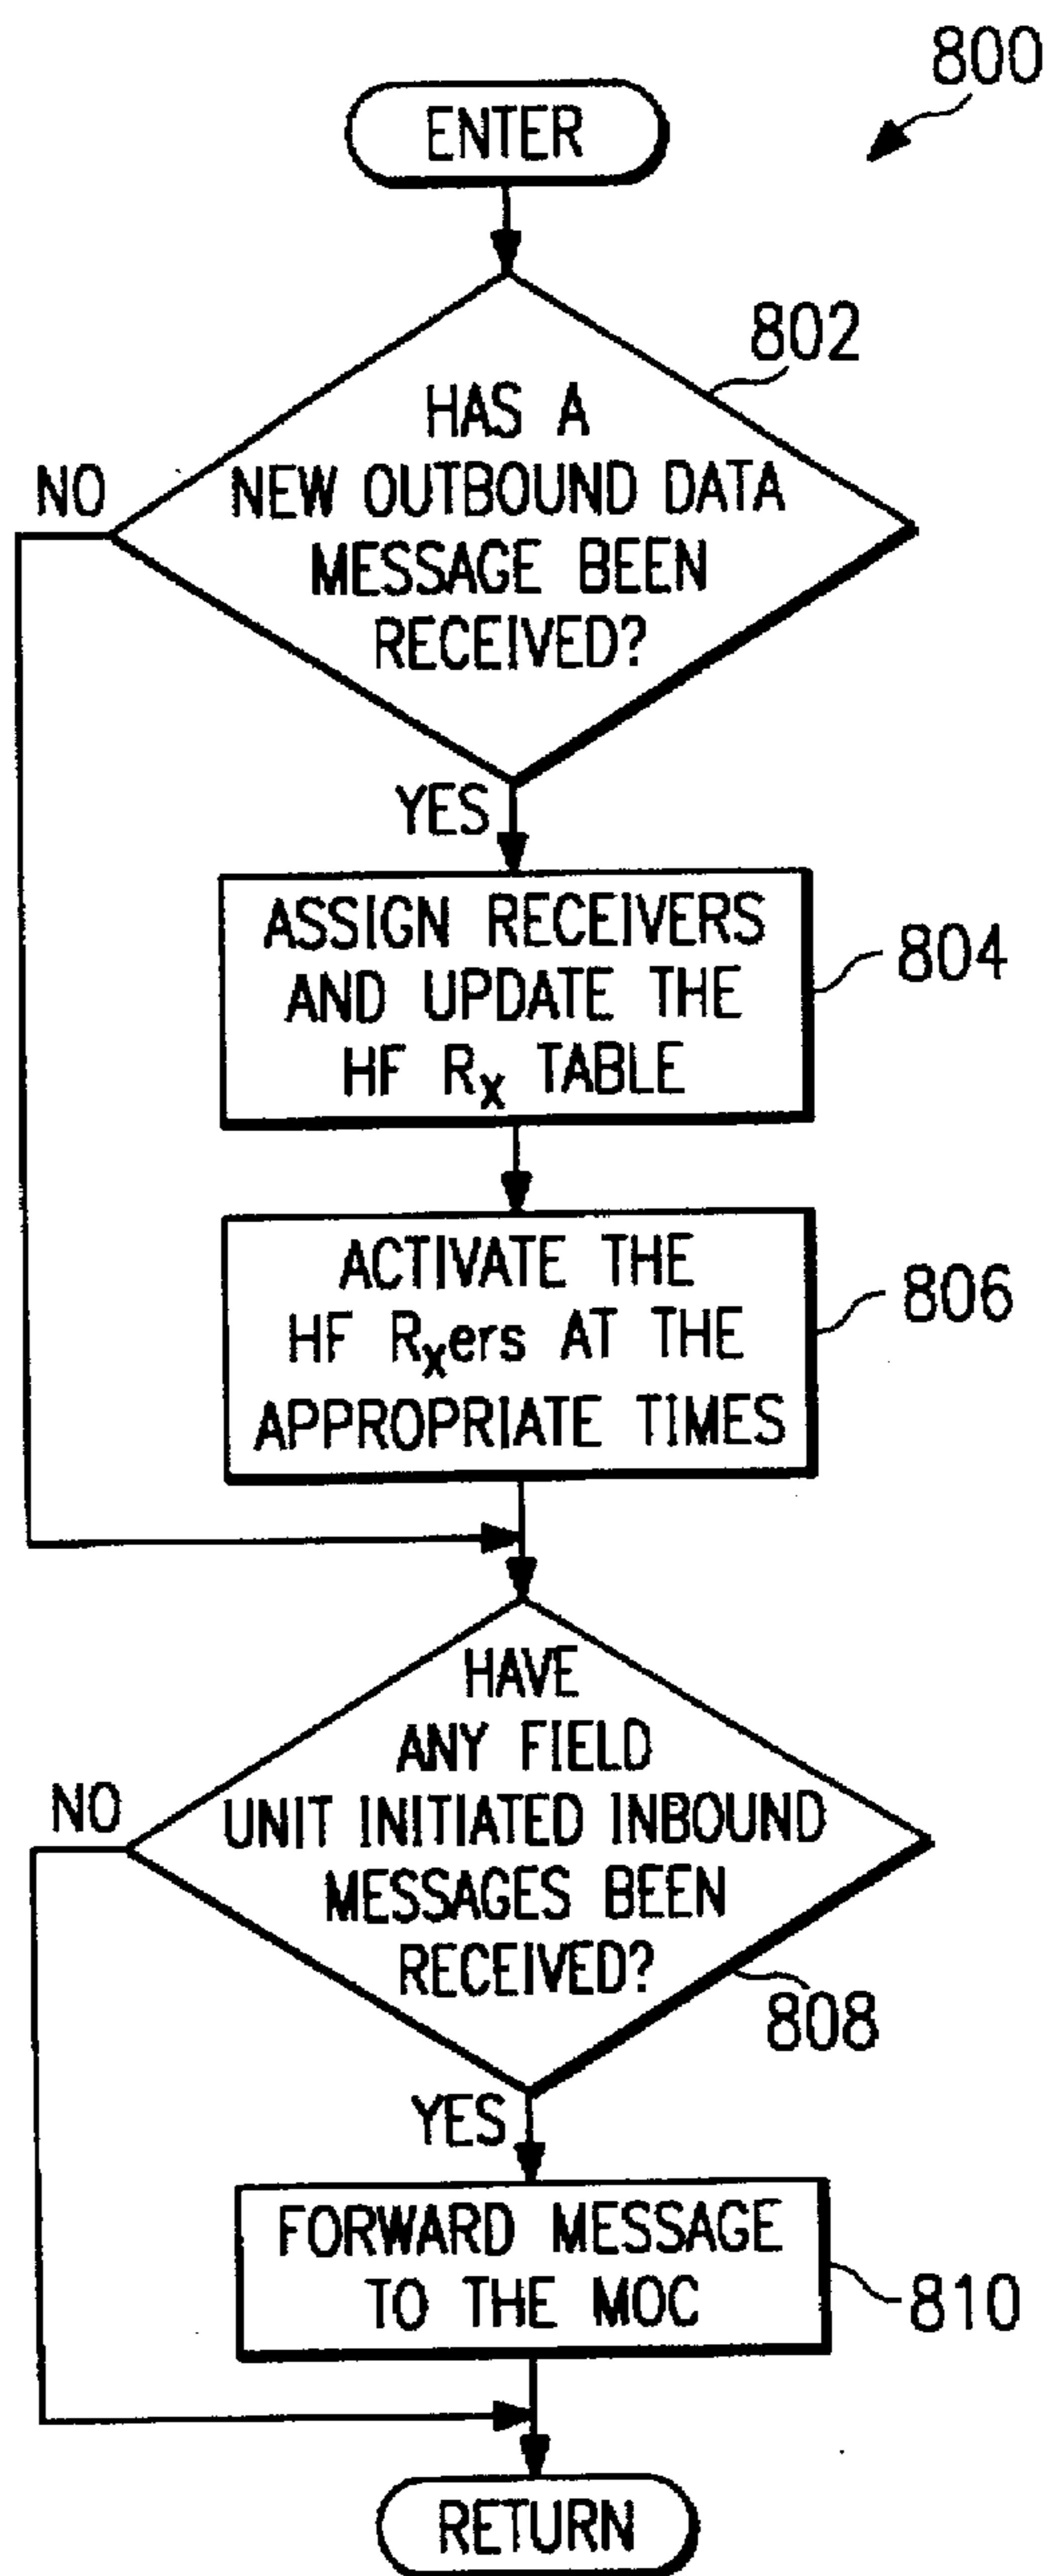 800
ENTER
802
HAS A
NO
NEW OUTBOUND DATA
MESSAGE BEEN
RECEIVED?
YES
ASSIGN RECEIVERS
AND UPDATE THE
HF Rx TABLE
804
ACTIVATE THE
HF Rxers AT THE
APPROPRIATE TIMES
806
HAVE
ANY FIELD
NO
UNIT INITIATED INBOUND
MESSAGES BEEN
RECEIVED?
808
YES
FORWARD MESSAGE
TO THE MOC
810
RETURN